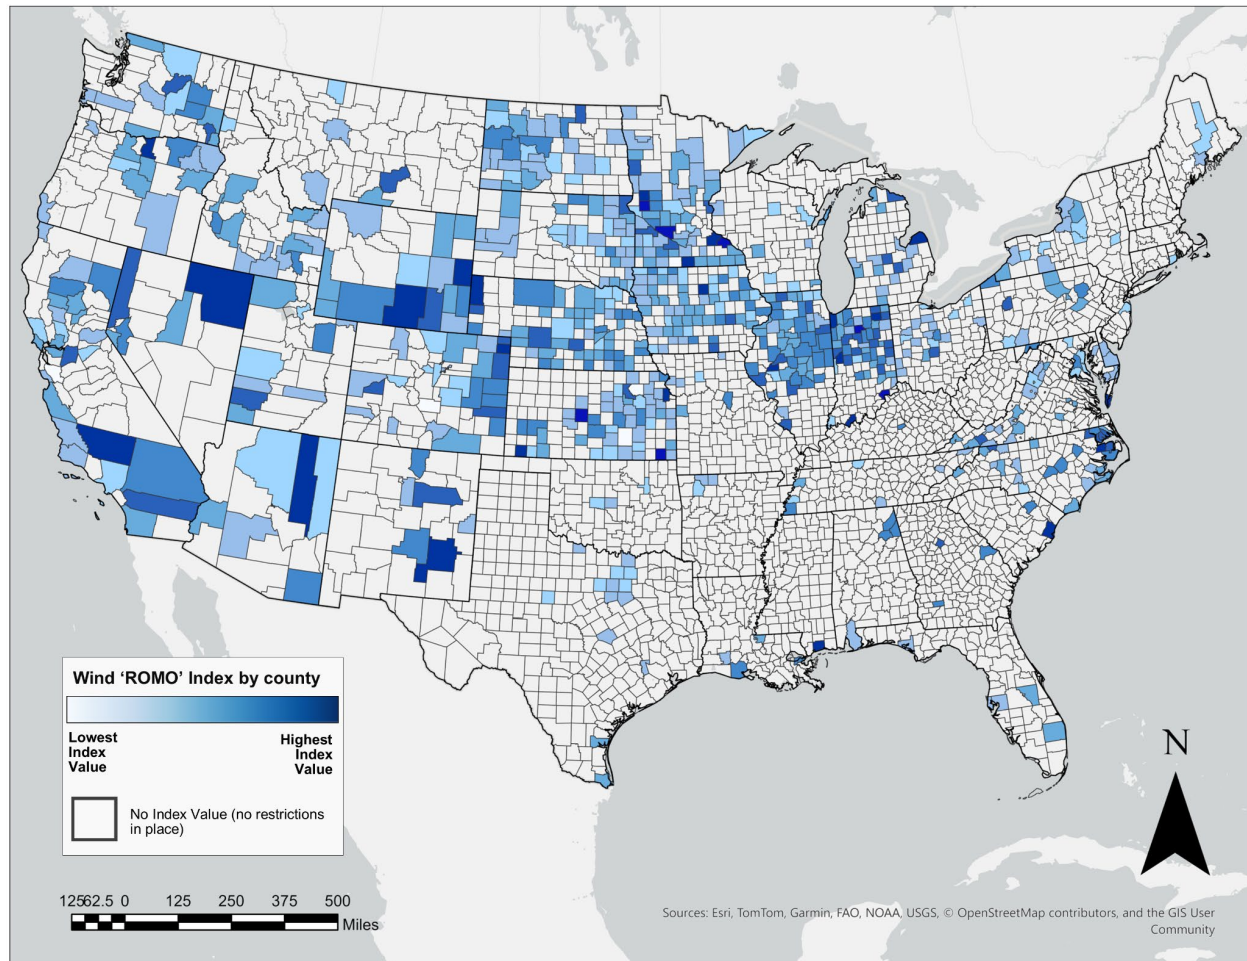 Wind ‘ROMO’ Index by county
Lowest
Index
Value
Highest
Index
Value
No Index Value (no restrictions
in place)
N
125 62.5 0 125 250 375 500
Miles
Sources: Esri, TomTom, Garmin, FAO, NOAA, USGS, © OpenStreetMap contributors, and the GIS User
Community